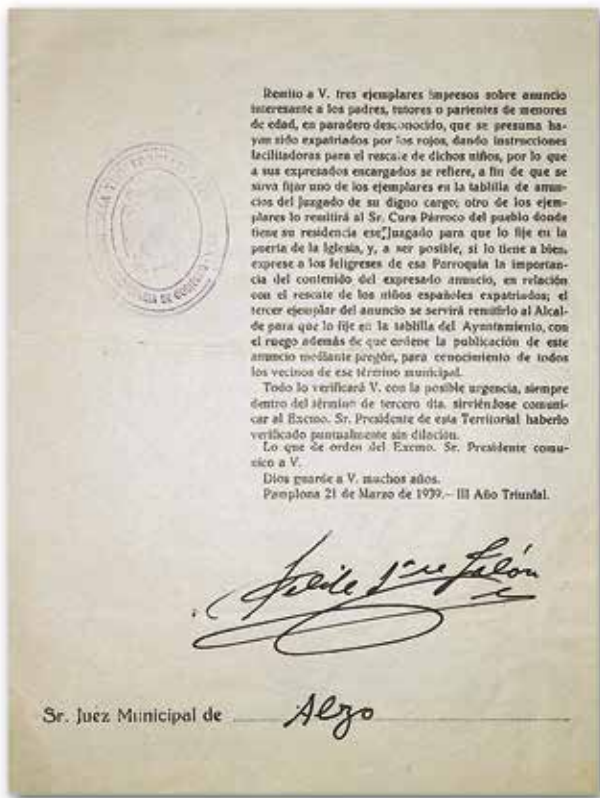 Remito a V. tres ejemplares impresos sobre anuncio
interesante a los padres, tutores o parientes de menores
de edad, en paradero desconocido, que se presuma ha-
yan sido expatriados por los rojos, dando instrucciones
facilitadoras para el rescate de dichos niños, por lo que
a sus expresados encargados se refiere, a fin de que se
sirva fijar uno de los ejemplares en la tablilla de anun-
cios del Juzgado de su digno cargo; otro de los ejem-
plares lo remitirá al Sr. Cura Párroco del pueblo donde
tiene su residencia ese Juzgado para que lo fije en la
puerta de la Iglesia, y, a ser posible, si lo tiene a bien,
exprese a los feligreses de esa Parroquia la importan-
cia del contenido del expresado anuncio, en relación
con el rescate de los niños españoles expatriados; el
tercer ejemplar del anuncio se servirá remitirlo al Alcal-
de para que lo fije en la tablilla del Ayuntamiento, con
el ruego además de que ordene la publicación de este
anuncio mediante pregón, para conocimiento de todos
los vecinos de ese término municipal.
Todo lo verificará V. con la posible urgencia, siempre
dentro del término de tercero día, sirviéndose comuni-
car al Excmo. Sr. Presidente de esta Territorial haberlo
verificado puntualmente sin dilación.
Lo que de orden del Excmo. Sr. Presidente comu-
nico a V.
Dios guarde a V. muchos años.
Pamplona 21 de Marzo de 1939.– III Año Triunfal.
Sr. Juez Municipal de Alzo